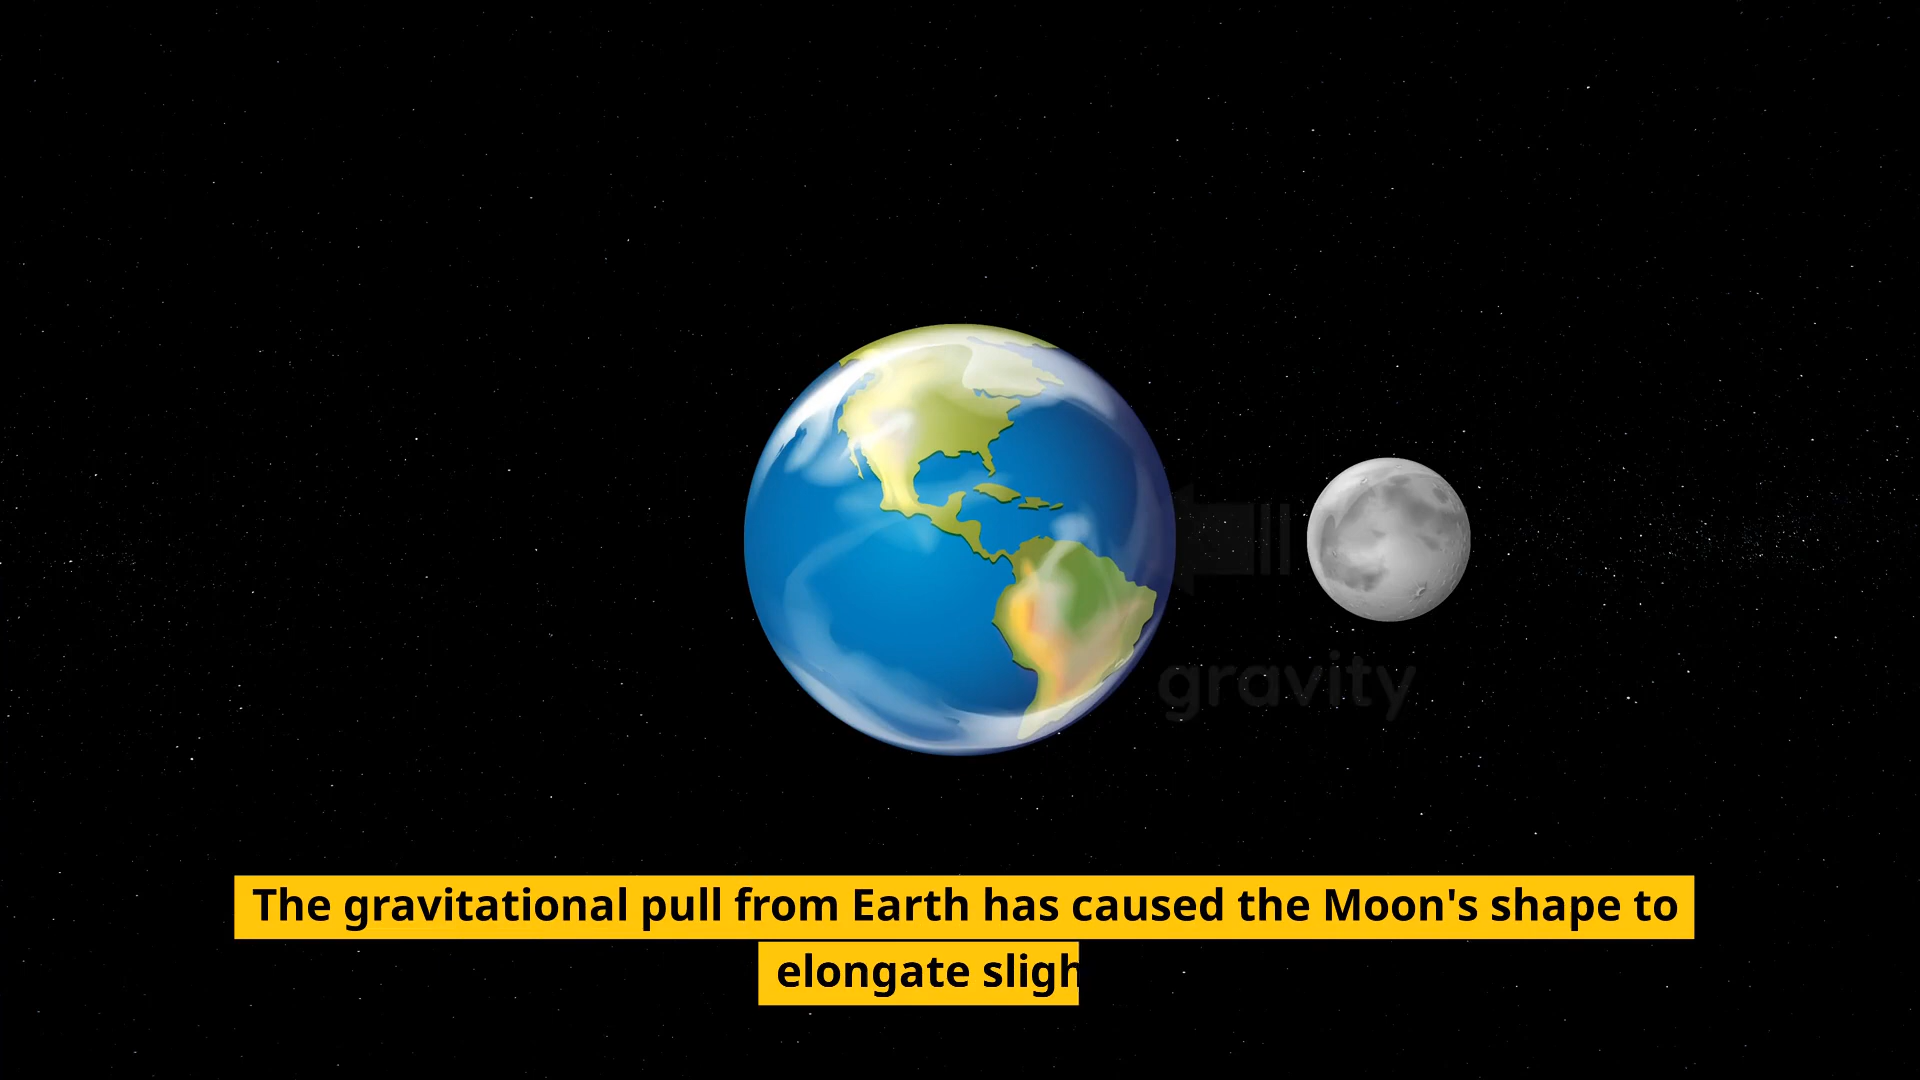 gravity
The gravitational pull from Earth has caused the Moon's shape to
elongate sligh